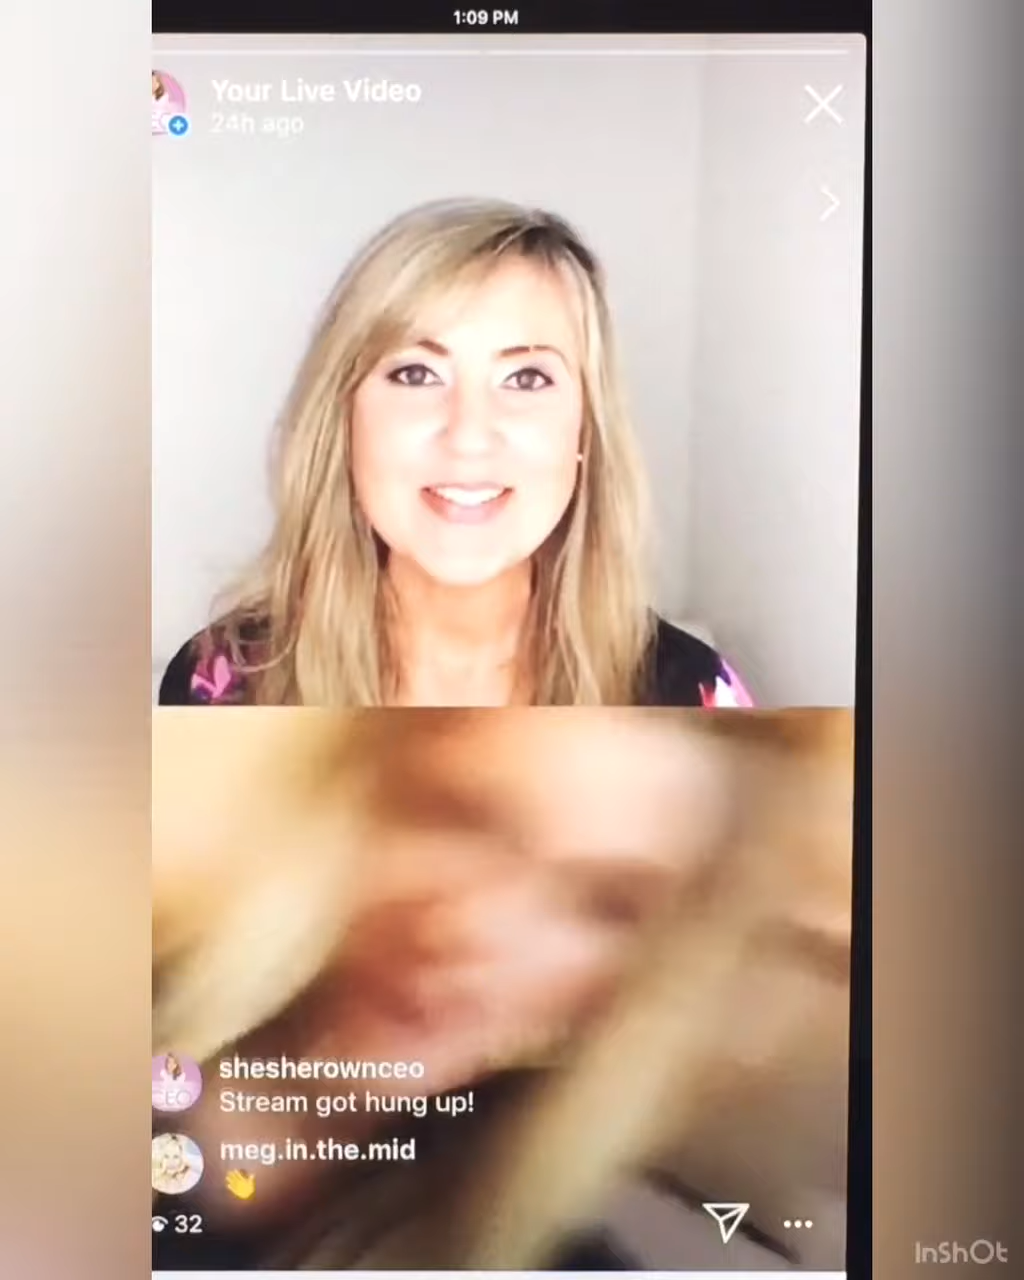 1:09 PM
Your Live Video
24h ago
shesherownceo
Stream got hung up!
meg.in.the.mid
👋
32
InShOt